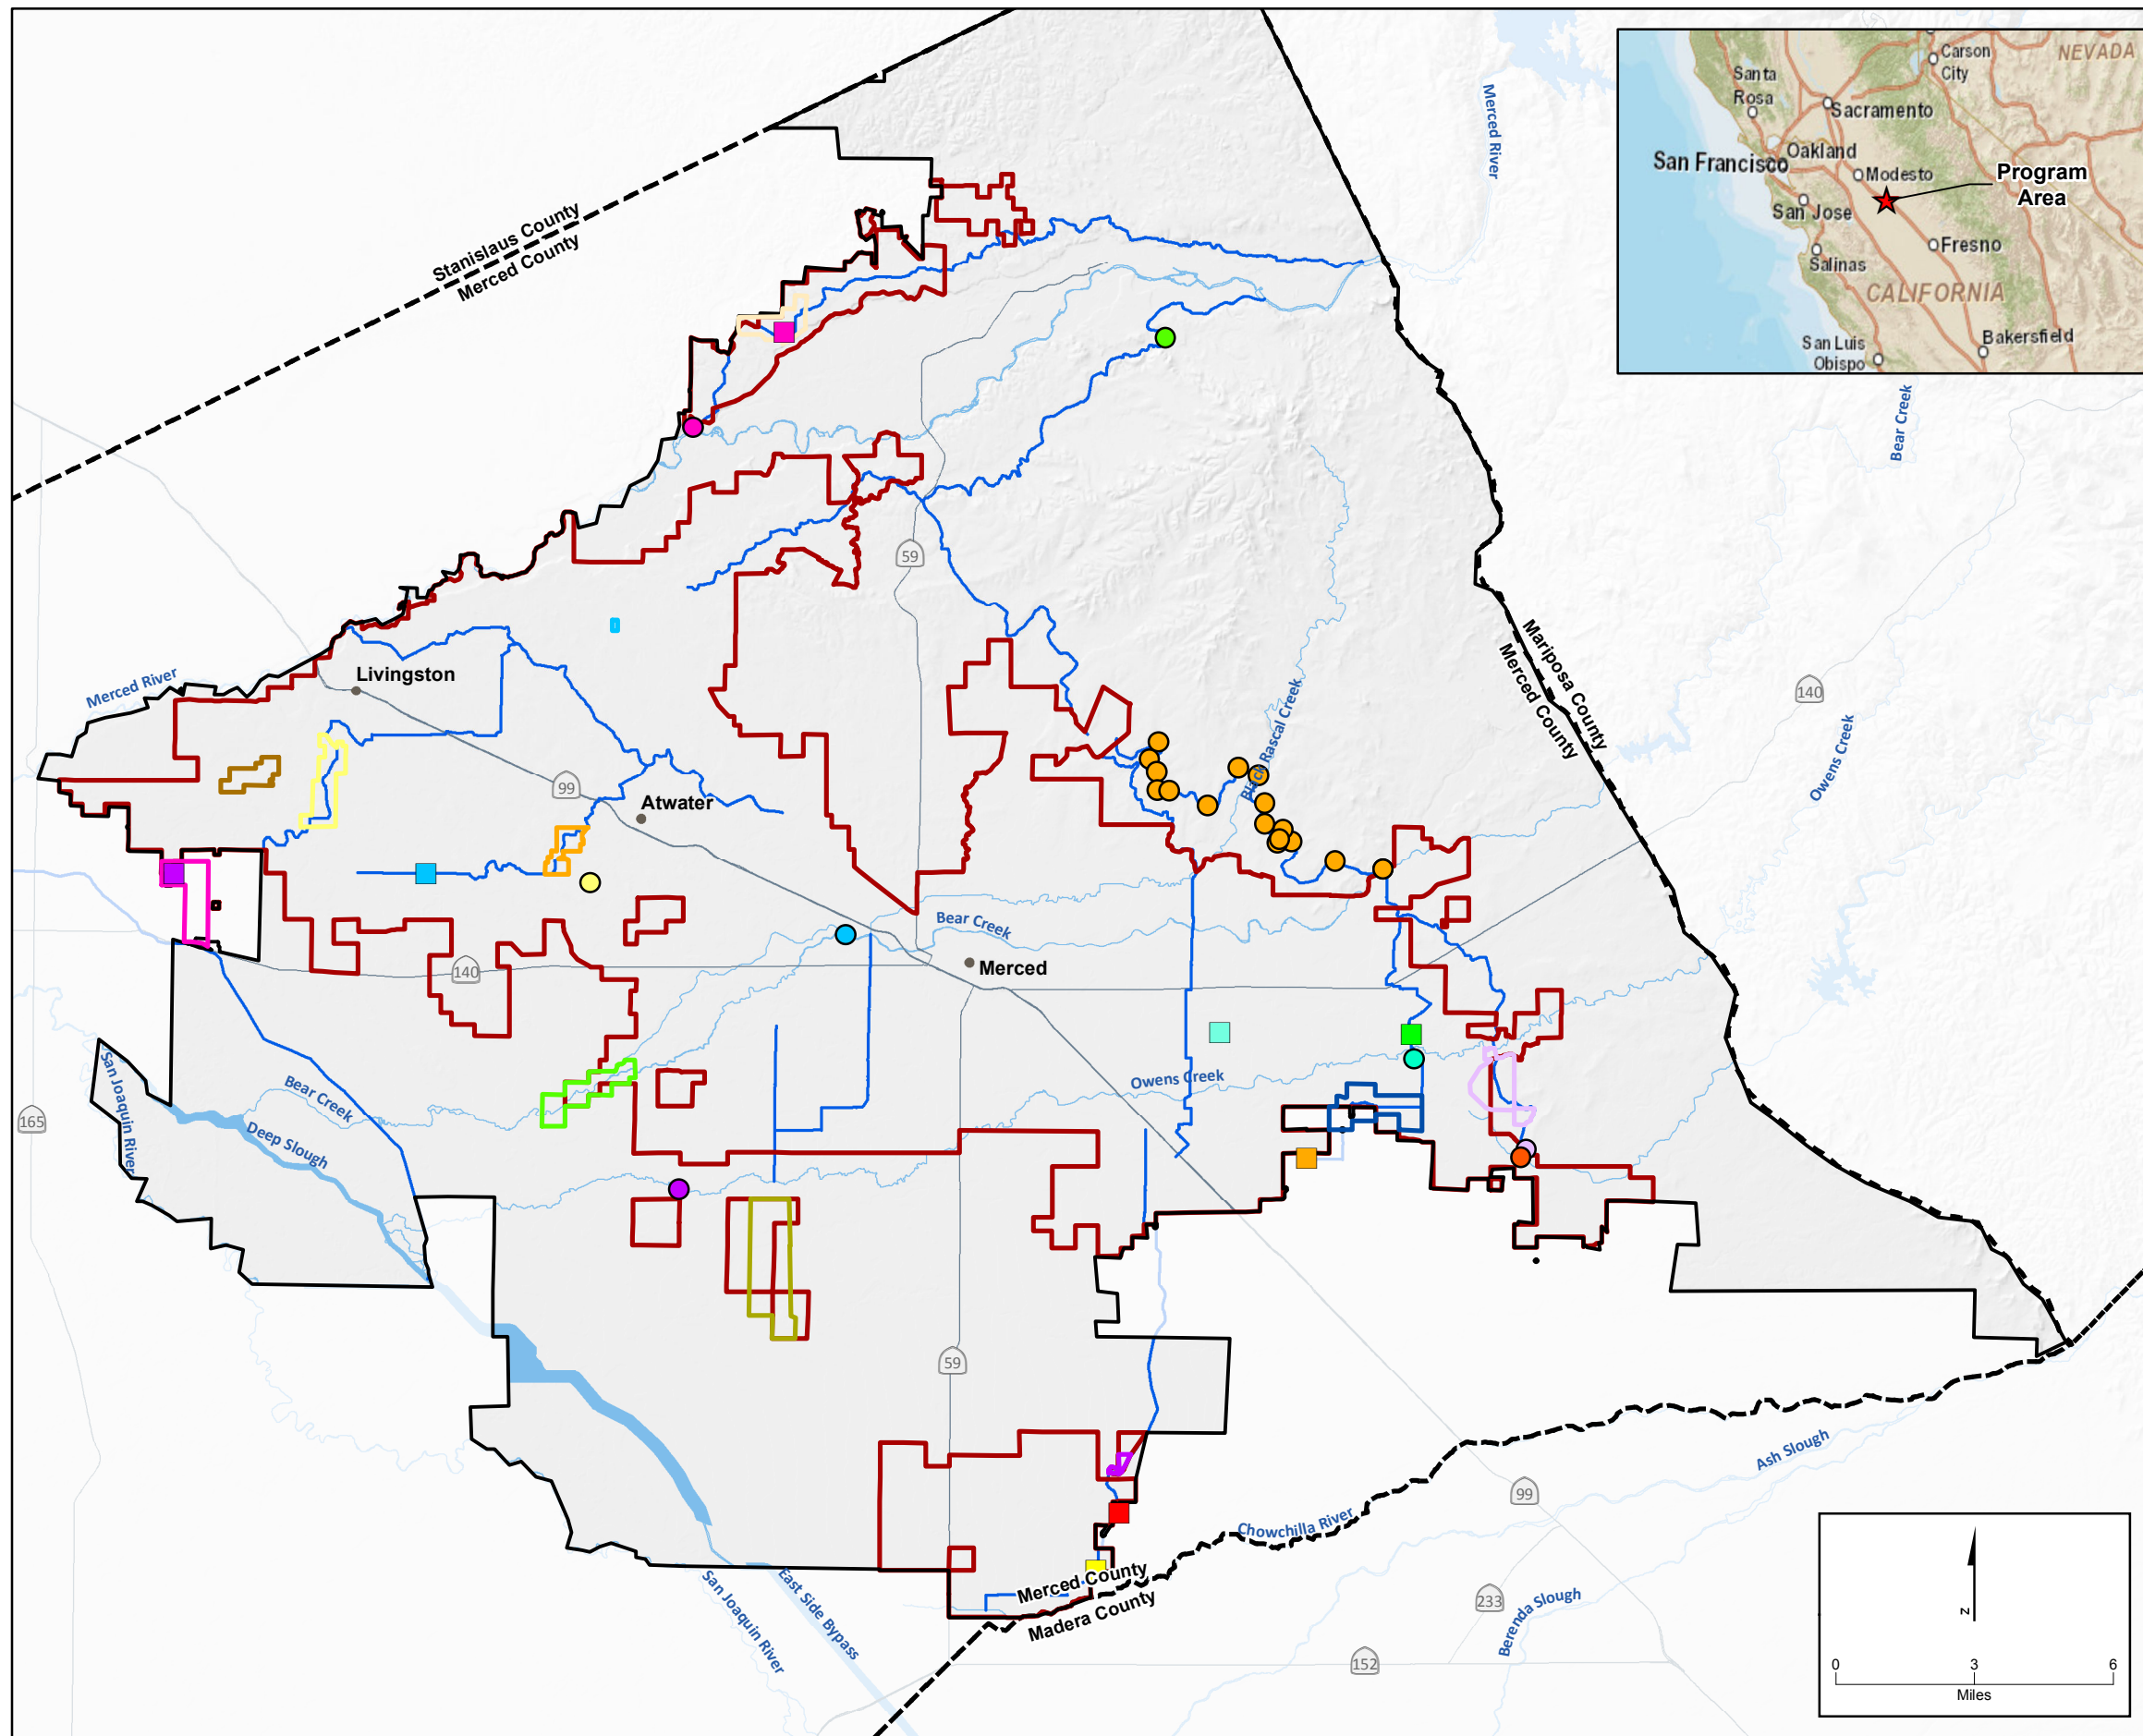 Stanislaus County
Merced County
Merced River
Santa
Rosa
Carson
City
NEVADA
Sacramento
San Francisco
Oakland
Modesto
Program
Area
San Jose
Fresno
Salinas
CALIFORNIA
San Luis
Obispo
Bakersfield
Bear Creek
59
Mariposa County
Merced County
Livingston
Merced River
140
Black Rascal Creek
Owens Creek
99
Atwater
Bear Creek
Merced
140
Owens Creek
San Joaquin River
165
Bear Creek
Deep Slough
59
Ash Slough
99
Chowchilla River
Merced County
Madera County
San Joaquin River
East Side Bypass
233
Berenda Slough
152
N
0 3 6
Miles